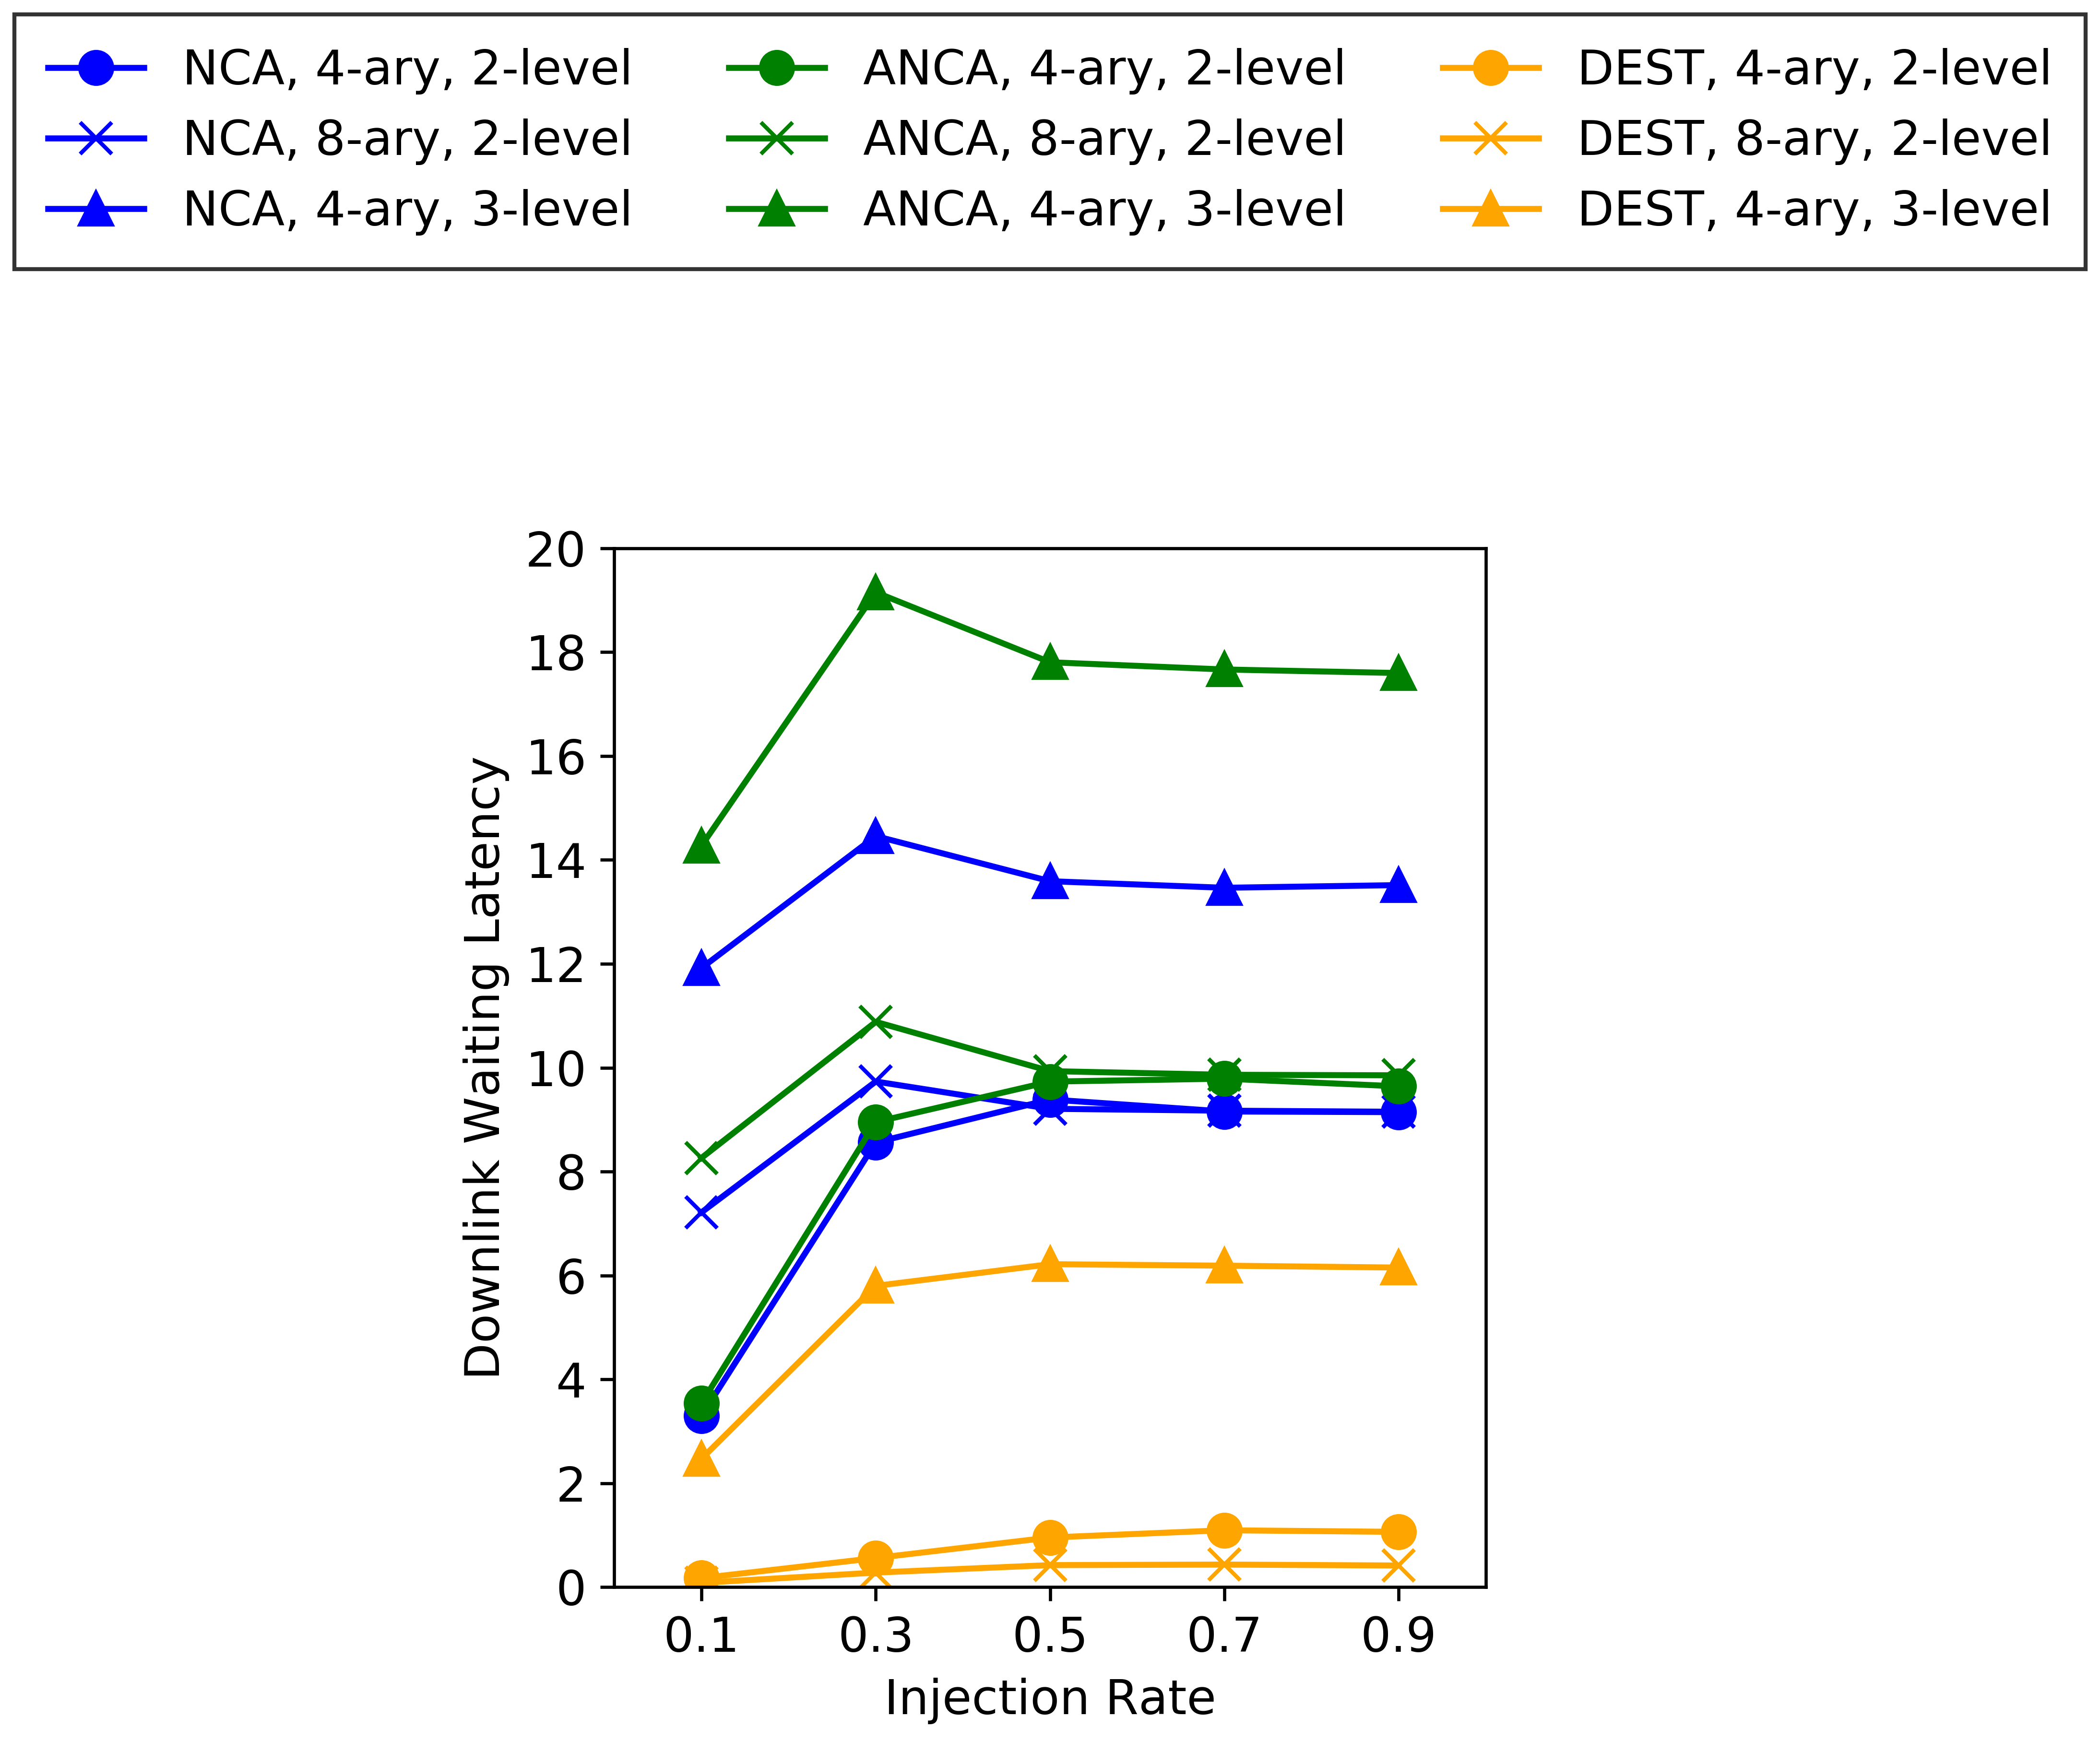 NCA, 4-ary, 2-level
NCA, 8-ary, 2-level
NCA, 4-ary, 3-level
ANCA, 4-ary, 2-level
ANCA, 8-ary, 2-level
ANCA, 4-ary, 3-level
DEST, 4-ary, 2-level
DEST, 8-ary, 2-level
DEST, 4-ary, 3-level
Downlink Waiting Latency
20
18
16
14
12
10
8
6
4
2
0
0.1 0.3 0.5 0.7 0.9
Injection Rate